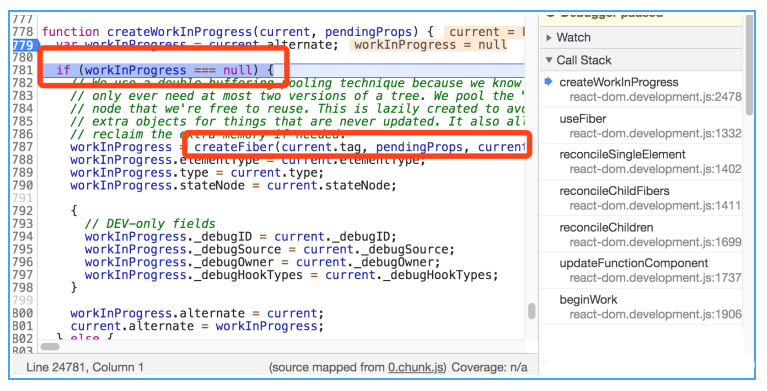 777
778 function createWorkInProgress(current, pendingProps) { current =
779 var workInProgress = current.alternate; workInProgress = null
780
781 if (workInProgress === null) {
782 // We use a double buffering pooling technique because we know
783 // only ever need at most two versions of a tree. We pool the "
784 // node that we're free to reuse. This is lazily created to avo
785 // extra objects for things that are never updated. It also all
786 // reclaim the extra memory if needed.
787 workInProgress = createFiber(current.tag, pendingProps, current
788 workInProgress.elementType = current.elementType;
789 workInProgress.type = current.type;
790 workInProgress.stateNode = current.stateNode;
791
792 {
793 // DEV-only fields
794 workInProgress._debugID = current._debugID;
795 workInProgress._debugSource = current._debugSource;
796 workInProgress._debugOwner = current._debugOwner;
797 workInProgress._debugHookTypes = current._debugHookTypes;
798 }
799
800 workInProgress.alternate = current;
801 current.alternate = workInProgress;
802 } else {
803
Line 24781, Column 1 (source mapped from 0.chunk.js) Coverage: n/a
Debugger paused
Watch
Call Stack
createWorkInProgress
react-dom.development.js:2478
useFiber
react-dom.development.js:1332
reconcileSingleElement
react-dom.development.js:1402
reconcileChildFibers
react-dom.development.js:1411
reconcileChildren
react-dom.development.js:1699
updateFunctionComponent
react-dom.development.js:1737
beginWork
react-dom.development.js:1906